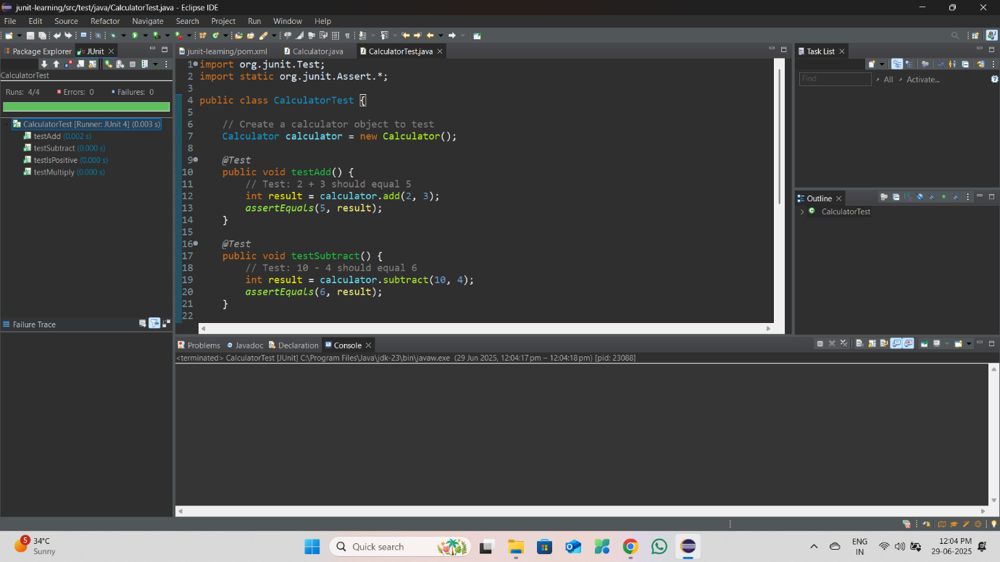 junit-learning/src/test/java/CalculatorTest.java - Eclipse IDE
File Edit Source Refactor Navigate Search Project Run Window Help
Package Explorer JUnit
CalculatorTest
Runs: 4/4 Errors: 0 Failures: 0
CalculatorTest [Runner: JUnit 4] (0.003 s)
testAdd (0.002 s)
testSubtract (0.000 s)
testIsPositive (0.000 s)
testMultiply (0.000 s)
Failure Trace
junit-learning/pom.xml Calculator.java CalculatorTest.java
1 import org.junit.Test;
2 import static org.junit.Assert.*;
3
4 public class CalculatorTest {
5
6 // Create a calculator object to test
7 Calculator calculator = new Calculator();
8
9 @Test
10 public void testAdd() {
11 // Test: 2 + 3 should equal 5
12 int result = calculator.add(2, 3);
13 assertEquals(5, result);
14 }
15
16 @Test
17 public void testSubtract() {
18 // Test: 10 - 4 should equal 6
19 int result = calculator.subtract(10, 4);
20 assertEquals(6, result);
21 }
22
Task List
Find All Activate...
Outline
CalculatorTest
Problems Javadoc Declaration Console
<terminated> CalculatorTest [JUnit] C:\Program Files\Java\jdk-23\bin\javaw.exe (29 Jun 2025, 12:04:17 pm – 12:04:18 pm) [pid: 23088]
5
34°C
Sunny
Quick search
ENG
IN
12:04 PM
29-06-2025